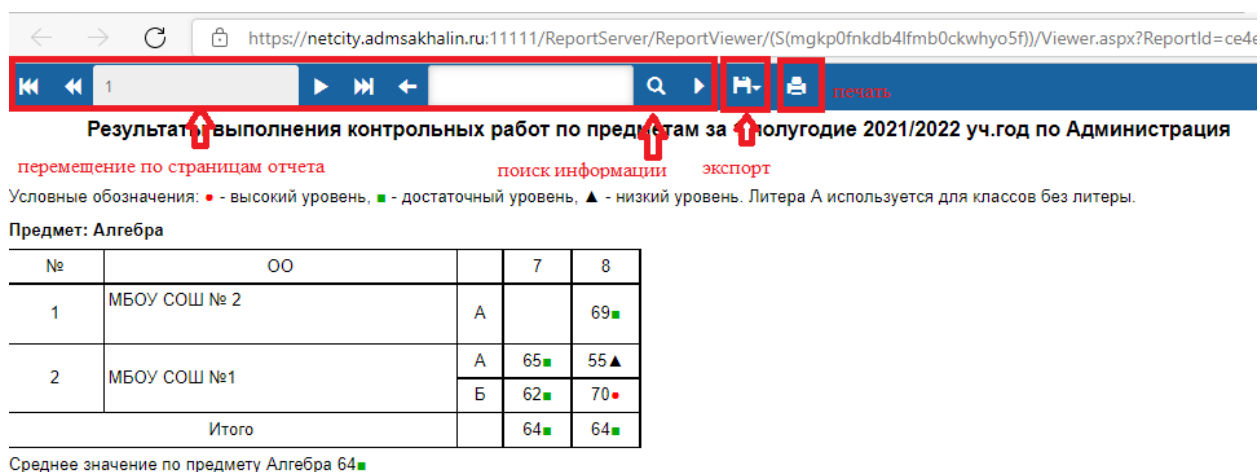 https://netcity.admsakhalin.ru:11111/ReportServer/ReportViewer/(S(mgkp0fnkdb4lfmb0ckwhyo5f))/Viewer.aspx?ReportId=ce4e
1
печать
Результаты выполнения контрольных работ по предметам за 1 полугодие 2021/2022 уч.год по Администрация
перемещение по страницам отчета
поиск информации
экспорт
Условные обозначения: ● - высокий уровень, ■ - достаточный уровень, ▲ - низкий уровень. Литера А используется для классов без литеры.
Предмет: Алгебра
№ ОО 7 8
1 МБОУ СОШ № 2 А 69■
2 МБОУ СОШ №1 А 65■ 55▲
Б 62■ 70●
Итого 64■ 64■
Среднее значение по предмету Алгебра 64■